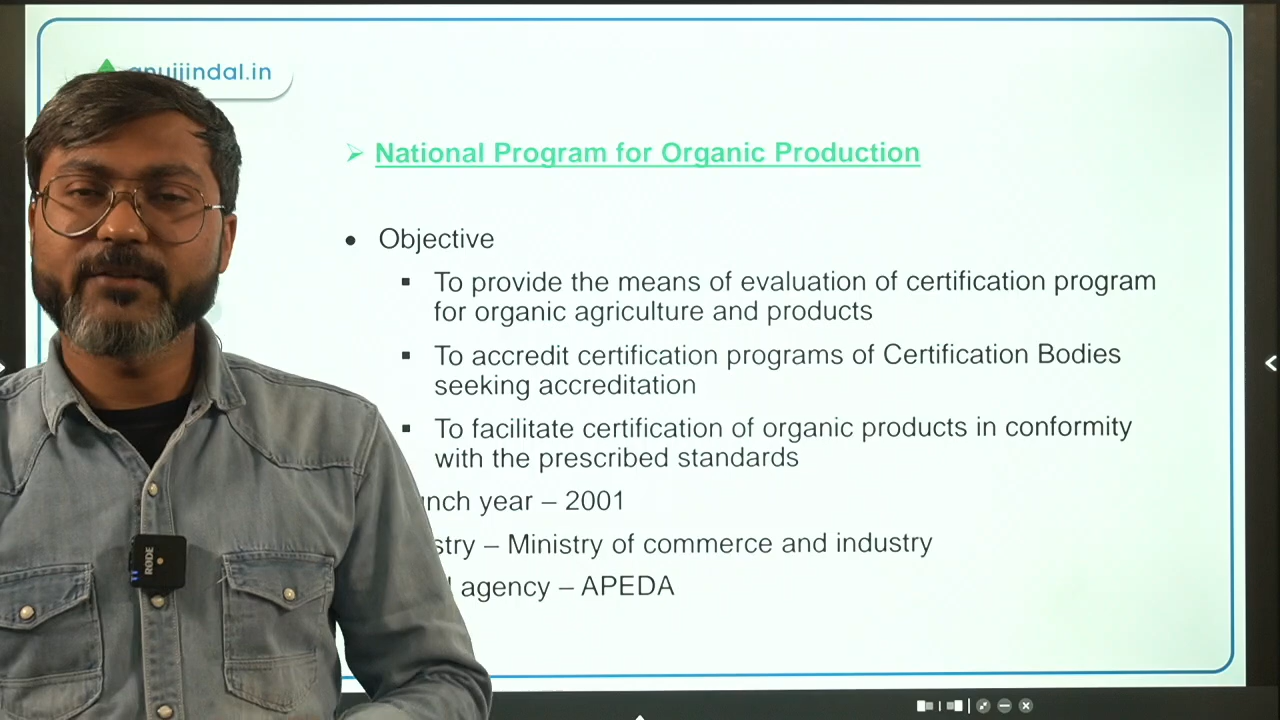 anujjindal.in
➢ National Program for Organic Production
• Objective
▪ To provide the means of evaluation of certification program
for organic agriculture and products
▪ To accredit certification programs of Certification Bodies
seeking accreditation
▪ To facilitate certification of organic products in conformity
with the prescribed standards
year – 2001
– Ministry of commerce and industry
agency – APEDA
RØDE